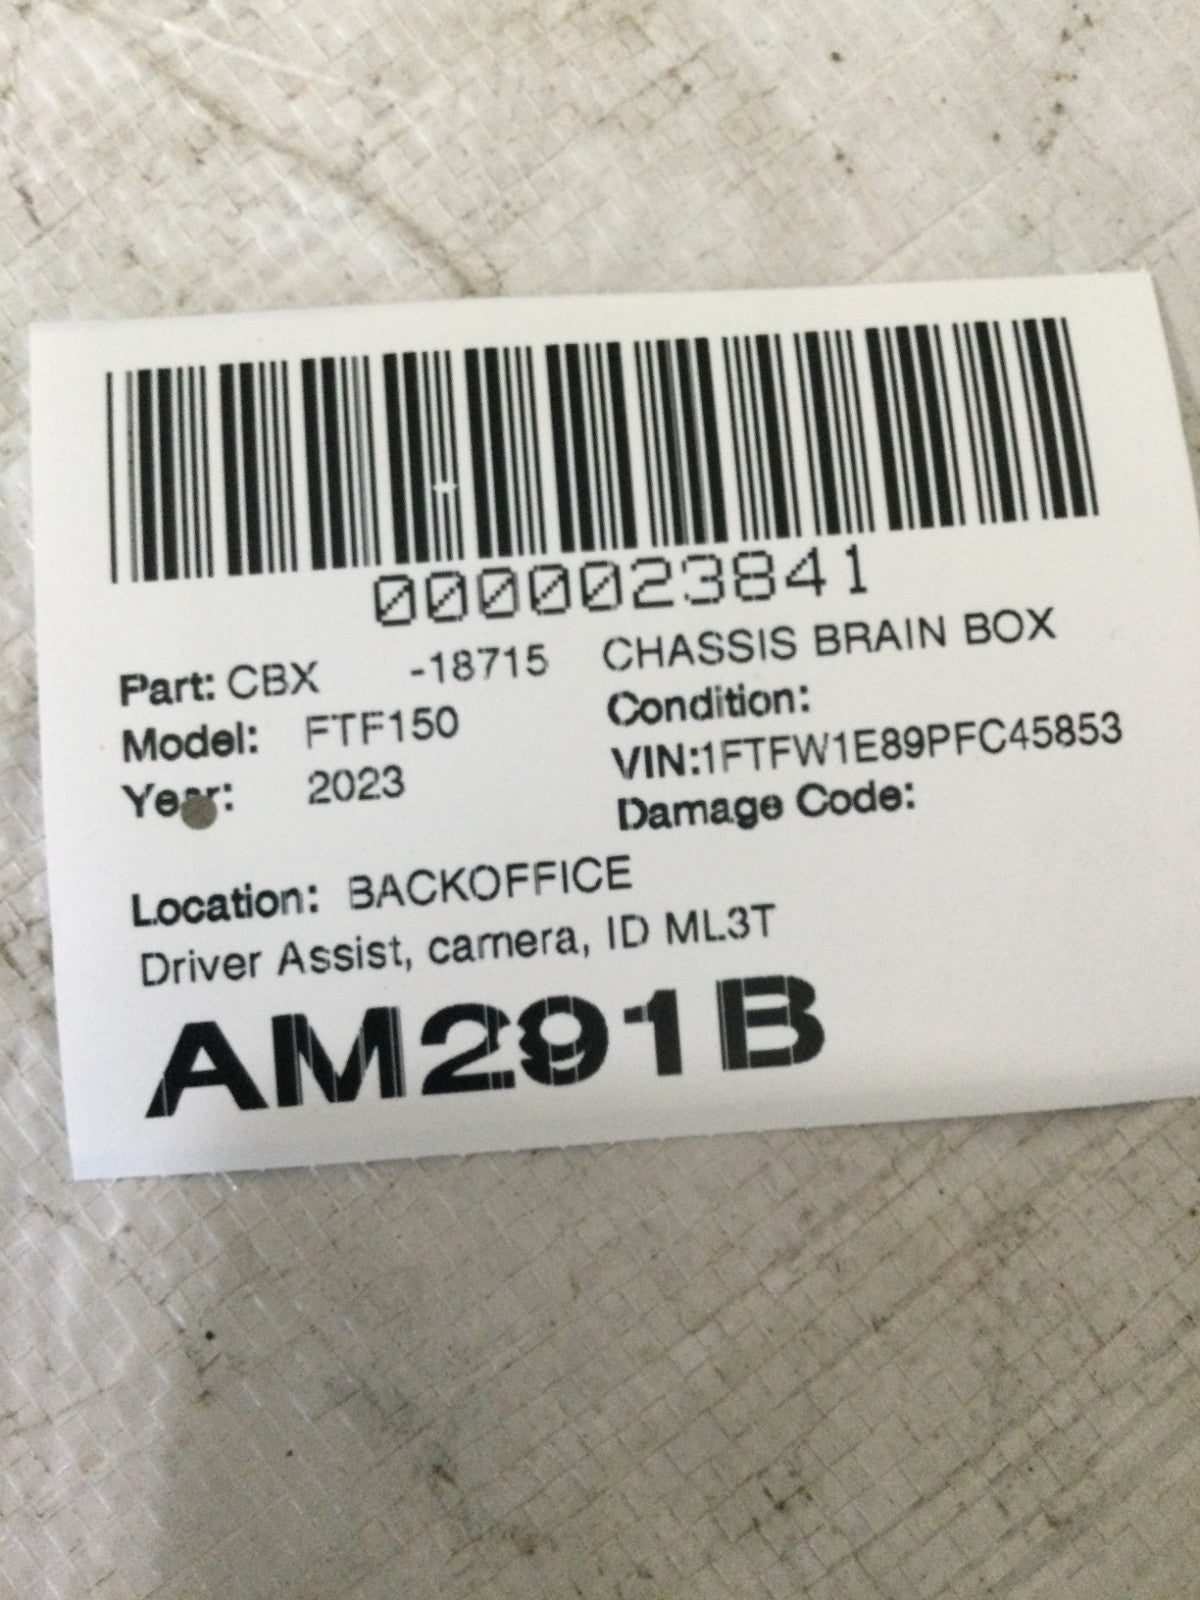 0000023841
Part: CBX -18715 CHASSIS BRAIN BOX
Model: FTF150 Condition:
VIN:1FTFW1E89PFC45853
Year: 2023 Damage Code:
Location: BACKOFFICE
Driver Assist, camera, ID ML3T
AM291B